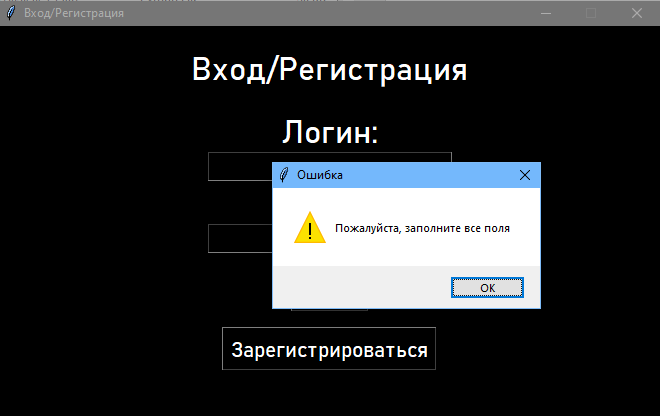 Вход/Регистрация
Вход/Регистрация
Логин:
Ошибка
Пожалуйста, заполните все поля
OK
Зарегистрироваться